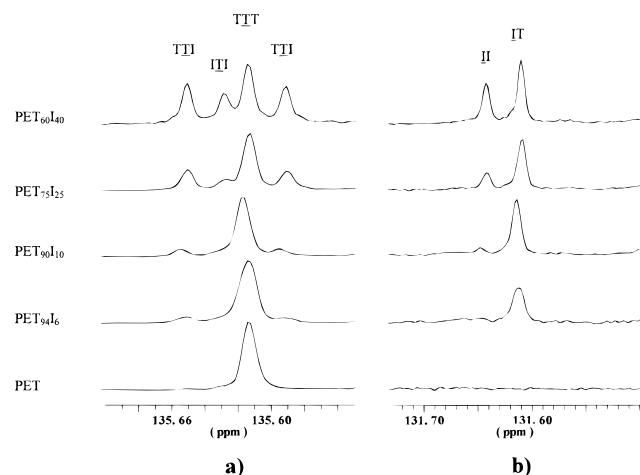 TTT
TTI
ITI
TTI
IT
II
PET60I40
PET75I25
PET90I10
PET94I6
PET
135.66
135.60
131.70
131.60
( ppm )
( ppm )
a)
b)